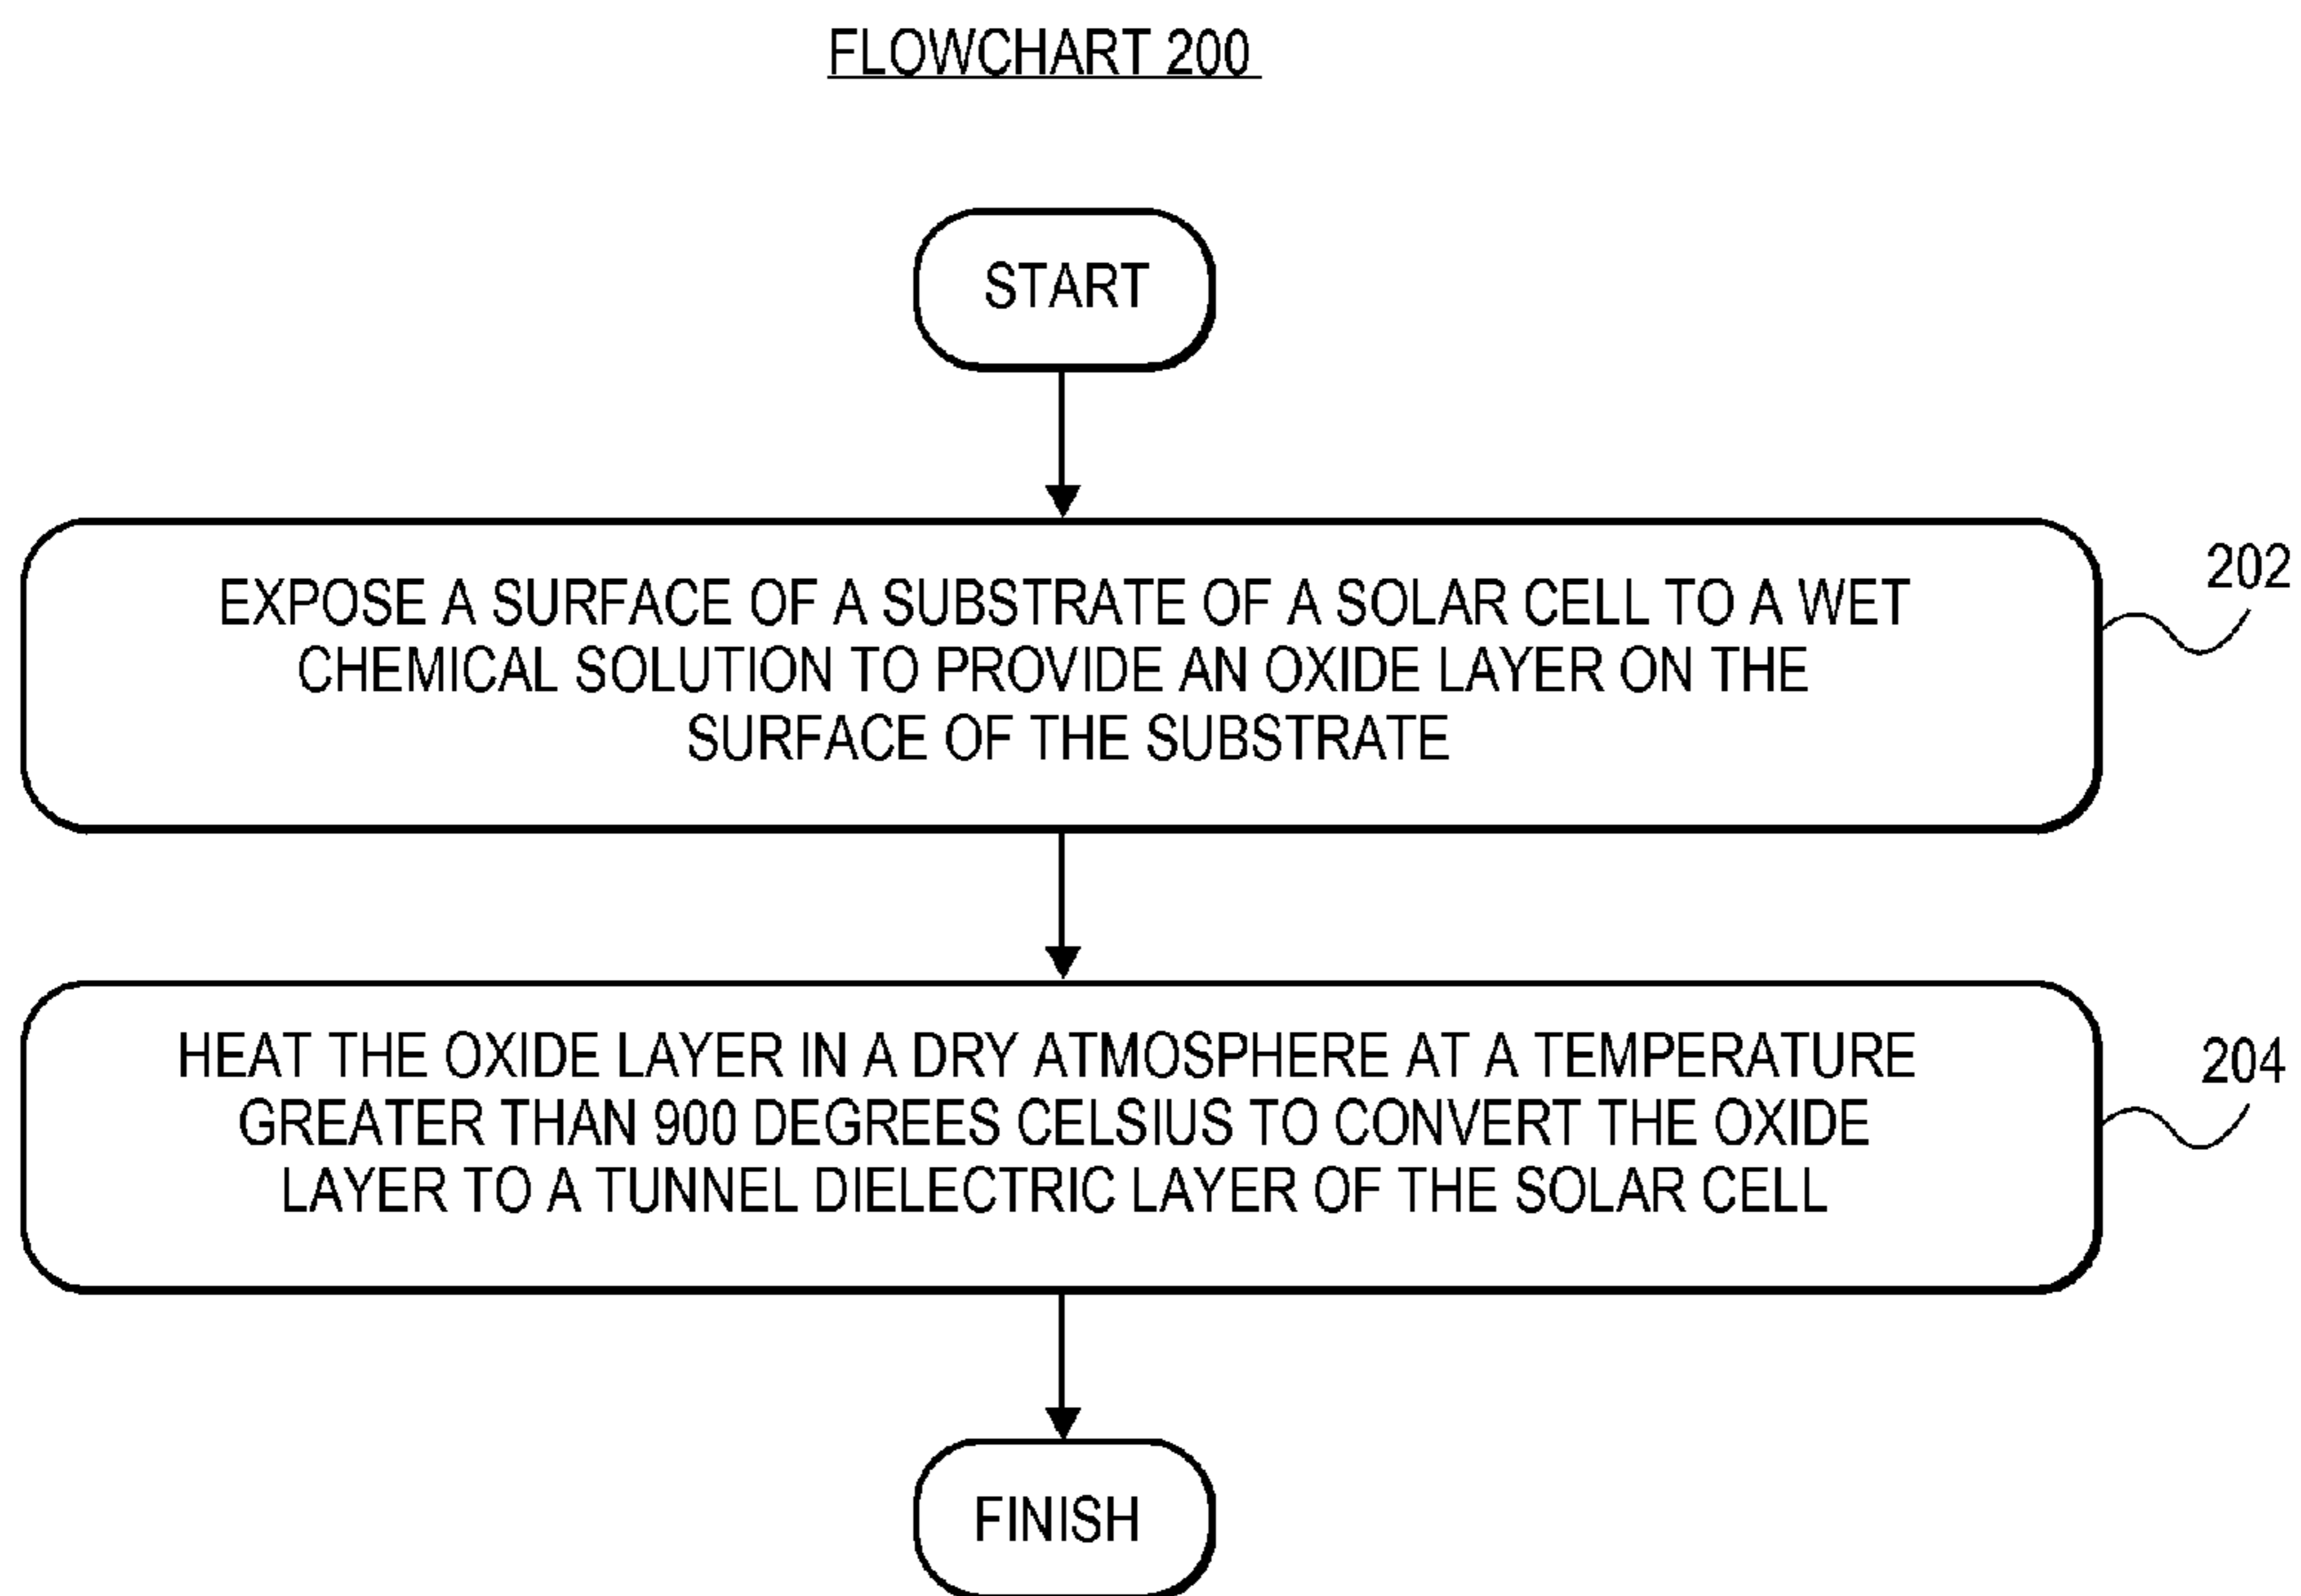 FLOWCHART 200
START
EXPOSE A SURFACE OF A SUBSTRATE OF A SOLAR CELL TO A WET
CHEMICAL SOLUTION TO PROVIDE AN OXIDE LAYER ON THE
SURFACE OF THE SUBSTRATE
202
HEAT THE OXIDE LAYER IN A DRY ATMOSPHERE AT A TEMPERATURE
GREATER THAN 900 DEGREES CELSIUS TO CONVERT THE OXIDE
LAYER TO A TUNNEL DIELECTRIC LAYER OF THE SOLAR CELL
204
FINISH